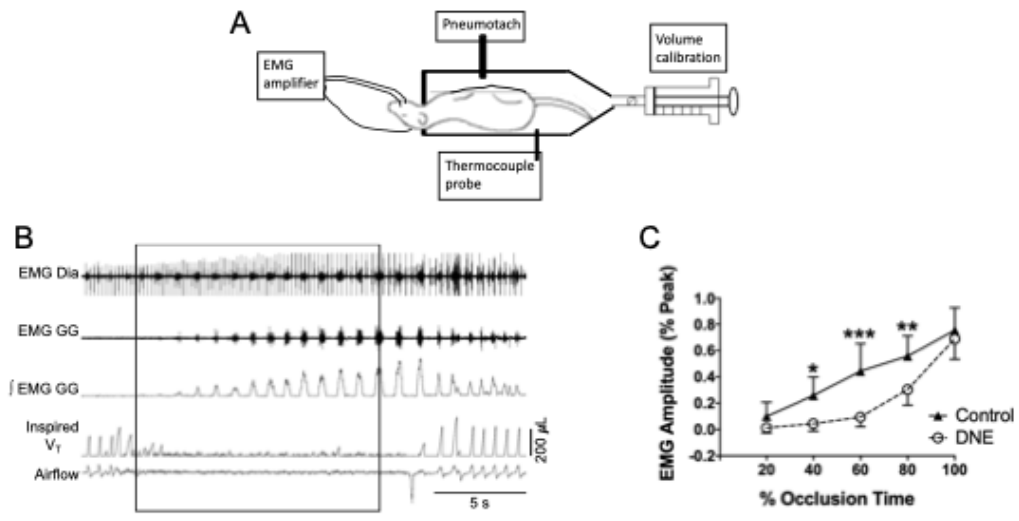 A
Pneumotach
EMG
amplifier
Volume
calibration
Thermocouple
probe
B
EMG Dia
EMG GG
∫ EMG GG
Inspired
V_T
Airflow
200 µL
5 s
C
EMG Amplitude (% Peak)
1.0
0.8
0.6
0.4
0.2
0.0
-0.2
*
***
**
Control
DNE
20 40 60 80 100
% Occlusion Time